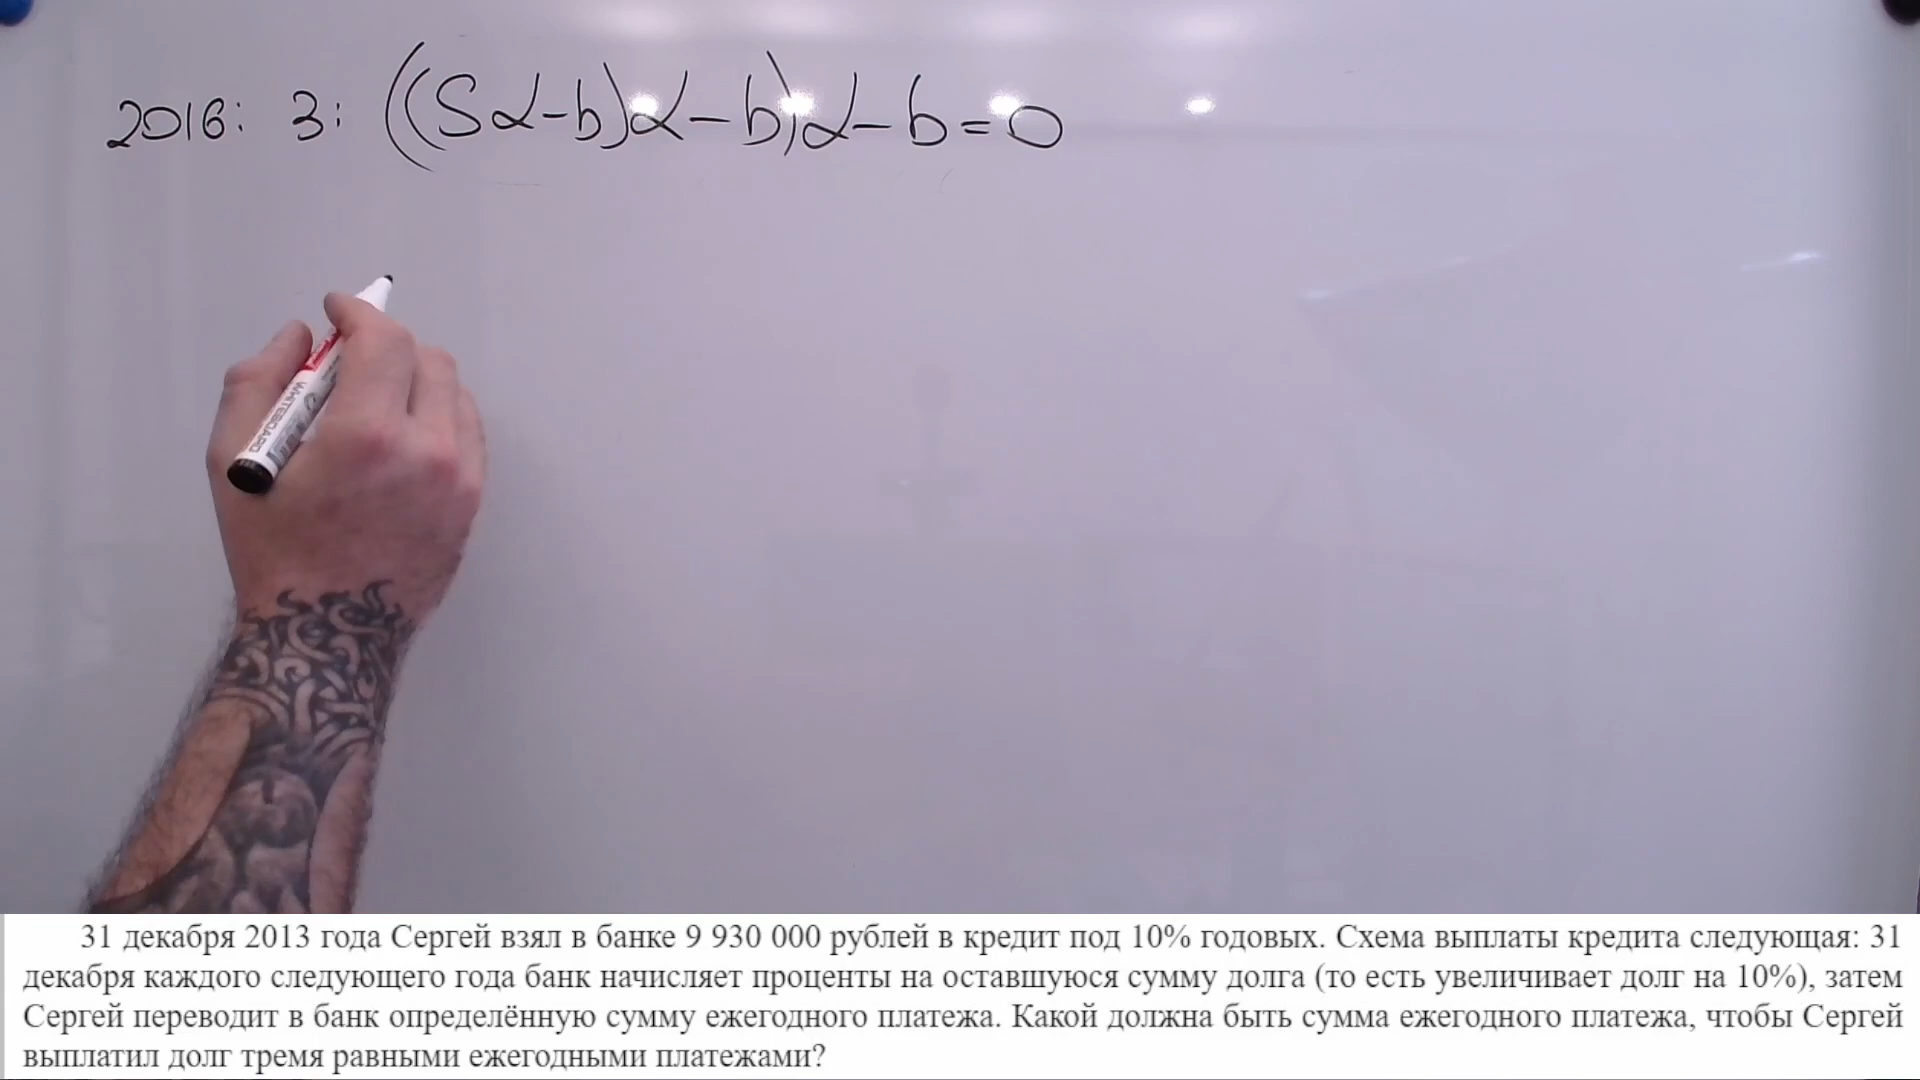 2016: 3: ((Sα-b)α-b)α-b=0
WHITEBOARD
31 декабря 2013 года Сергей взял в банке 9 930 000 рублей в кредит под 10% годовых. Схема выплаты кредита следующая: 31
декабря каждого следующего года банк начисляет проценты на оставшуюся сумму долга (то есть увеличивает долг на 10%), затем
Сергей переводит в банк определённую сумму ежегодного платежа. Какой должна быть сумма ежегодного платежа, чтобы Сергей
выплатил долг тремя равными ежегодными платежами?